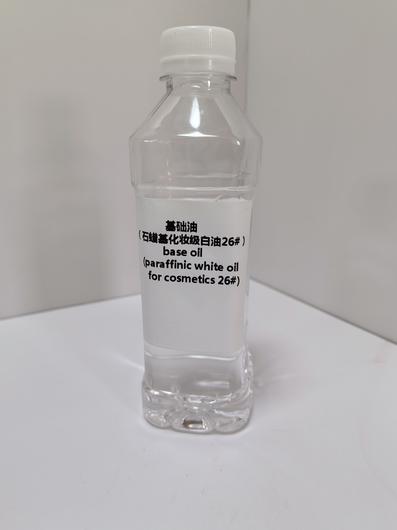 基础油
（石蜡基化妆级白油26#）
base oil
(paraffinic white oil
for cosmetics 26#)